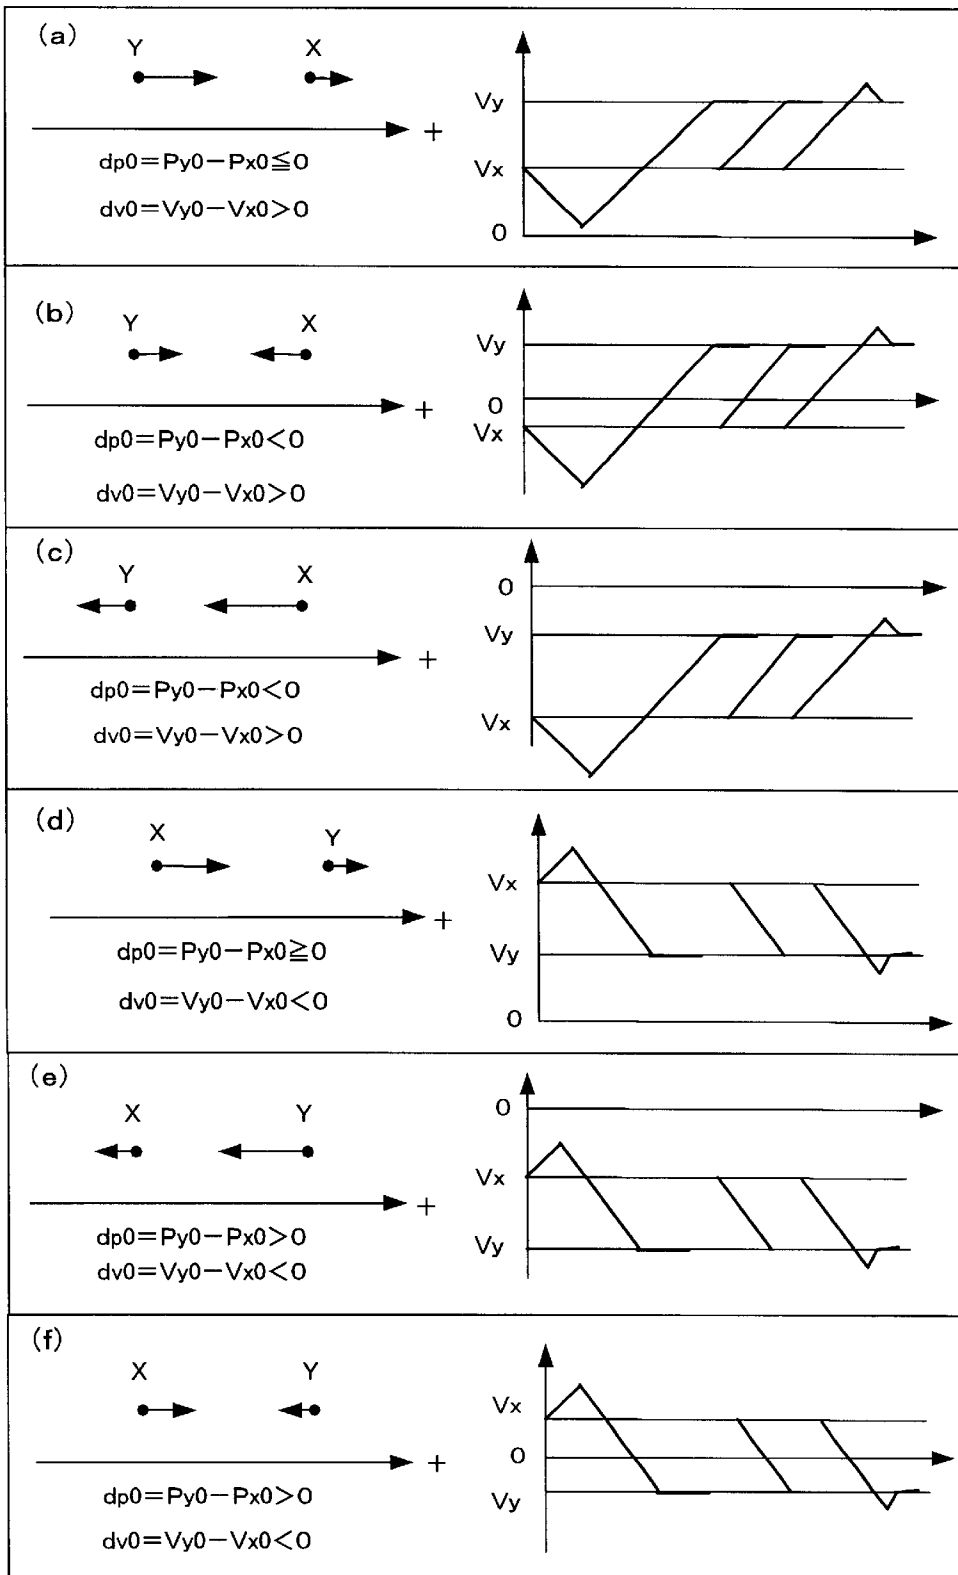 (a)
Y X
+
dp0=Py0-Px0≦0
dv0=Vy0-Vx0>0
Vy
Vx
0
(b)
Y X
+
dp0=Py0-Px0<0
dv0=Vy0-Vx0>0
Vy
0
Vx
(c)
Y X
+
dp0=Py0-Px0<0
dv0=Vy0-Vx0>0
0
Vy
Vx
(d)
X Y
+
dp0=Py0-Px0≧0
dv0=Vy0-Vx0<0
Vx
Vy
0
(e)
X Y
+
dp0=Py0-Px0>0
dv0=Vy0-Vx0<0
0
Vx
Vy
(f)
X Y
+
dp0=Py0-Px0>0
dv0=Vy0-Vx0<0
Vx
0
Vy